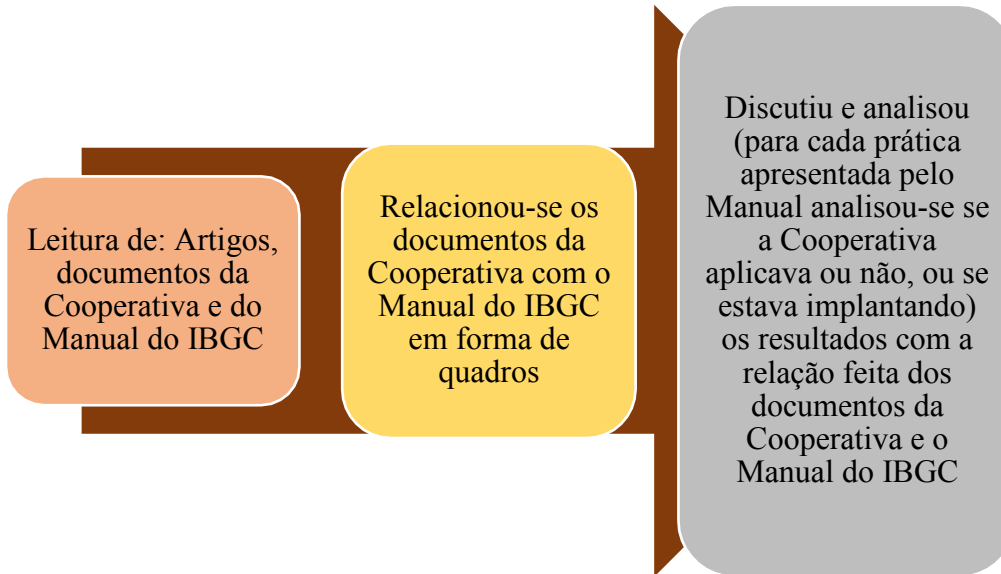 Leitura de: Artigos,
documentos da
Cooperativa e do
Manual do IBGC
Relacionou-se os
documentos da
Cooperativa com o
Manual do IBGC
em forma de
quadros
Discutiu e analisou
(para cada prática
apresentada pelo
Manual analisou-se se
a Cooperativa
aplicava ou não, ou se
estava implantando)
os resultados com a
relação feita dos
documentos da
Cooperativa e o
Manual do IBGC